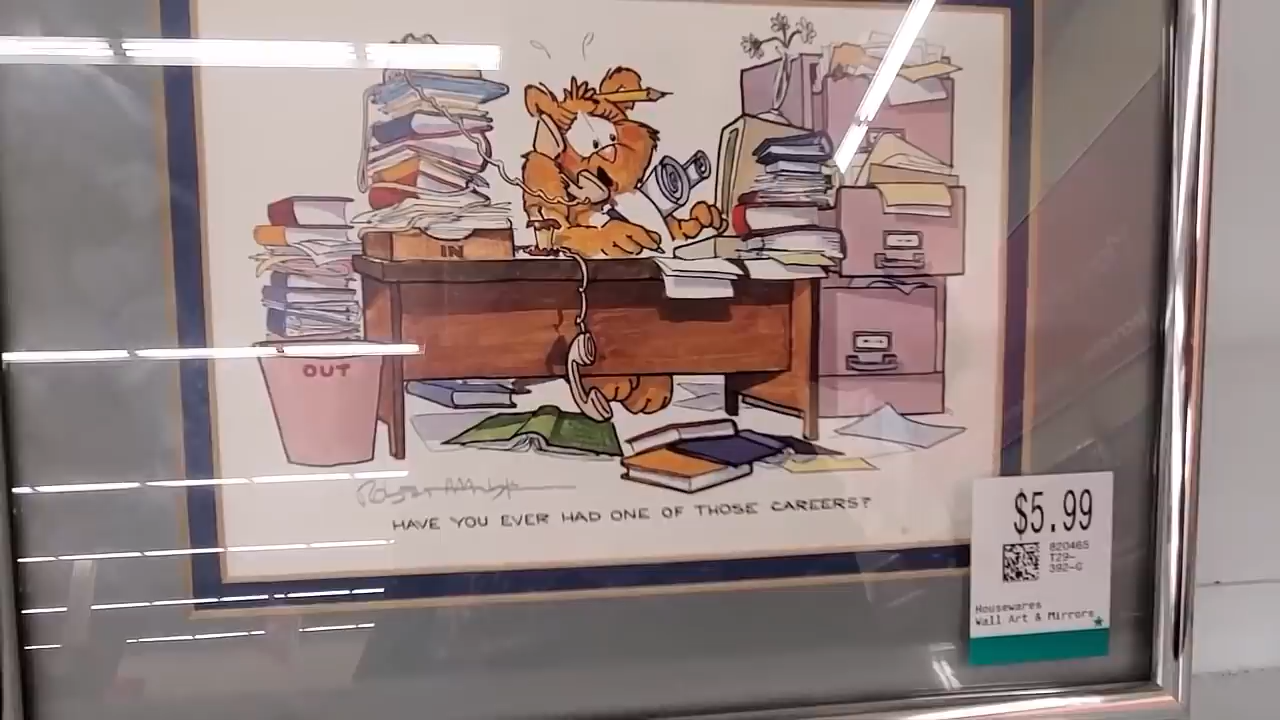 IN
OUT
HAVE YOU EVER HAD ONE OF THOSE CAREERS?
$5.99
820465
T29-
392-G
Housewares
Wall Art & Mirrors